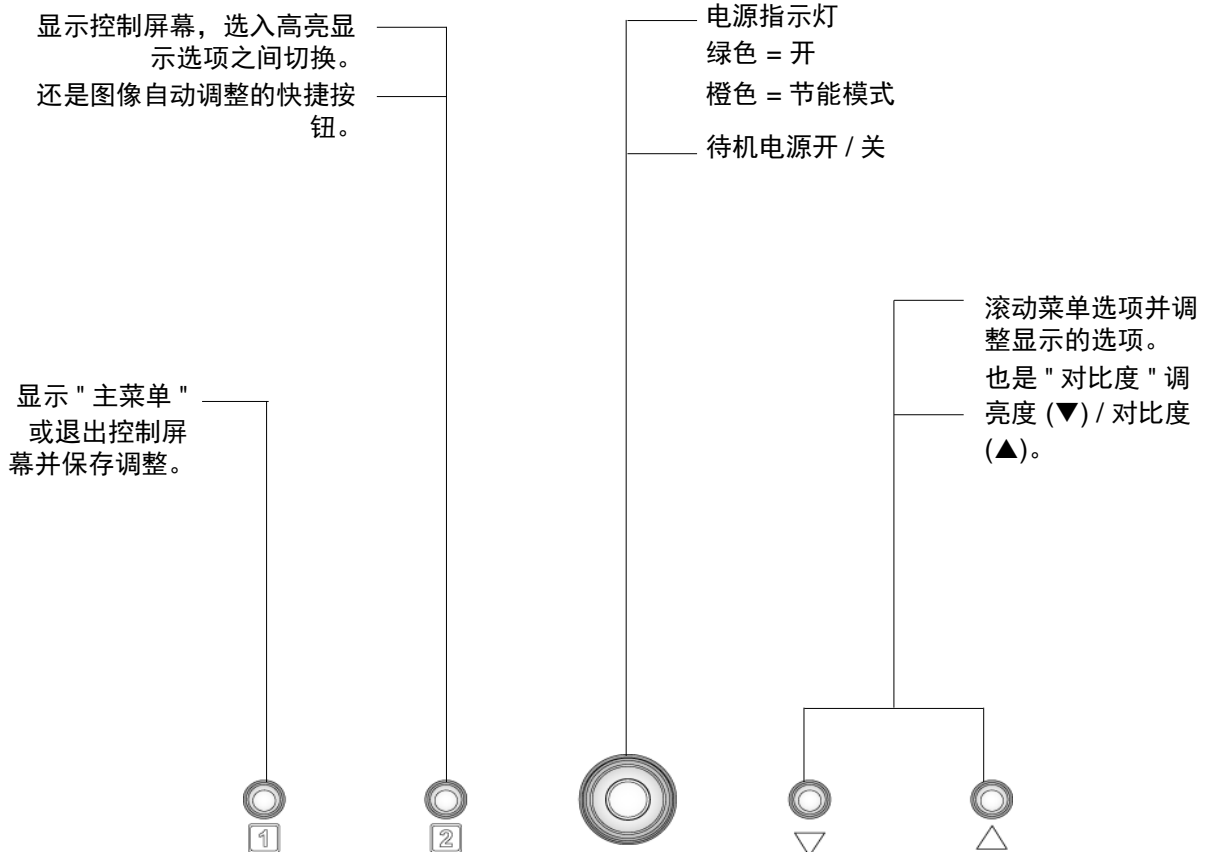 显示控制屏幕，选入高亮显
示选项之间切换。
还是图像自动调整的快捷按
钮。
电源指示灯
绿色 = 开
橙色 = 节能模式
待机电源开 / 关
滚动菜单选项并调
整显示的选项。
也是 " 对比度 " 调
亮度 (▼) / 对比度
(▲)。
显示 " 主菜单 "
或退出控制屏
幕并保存调整。
1
2